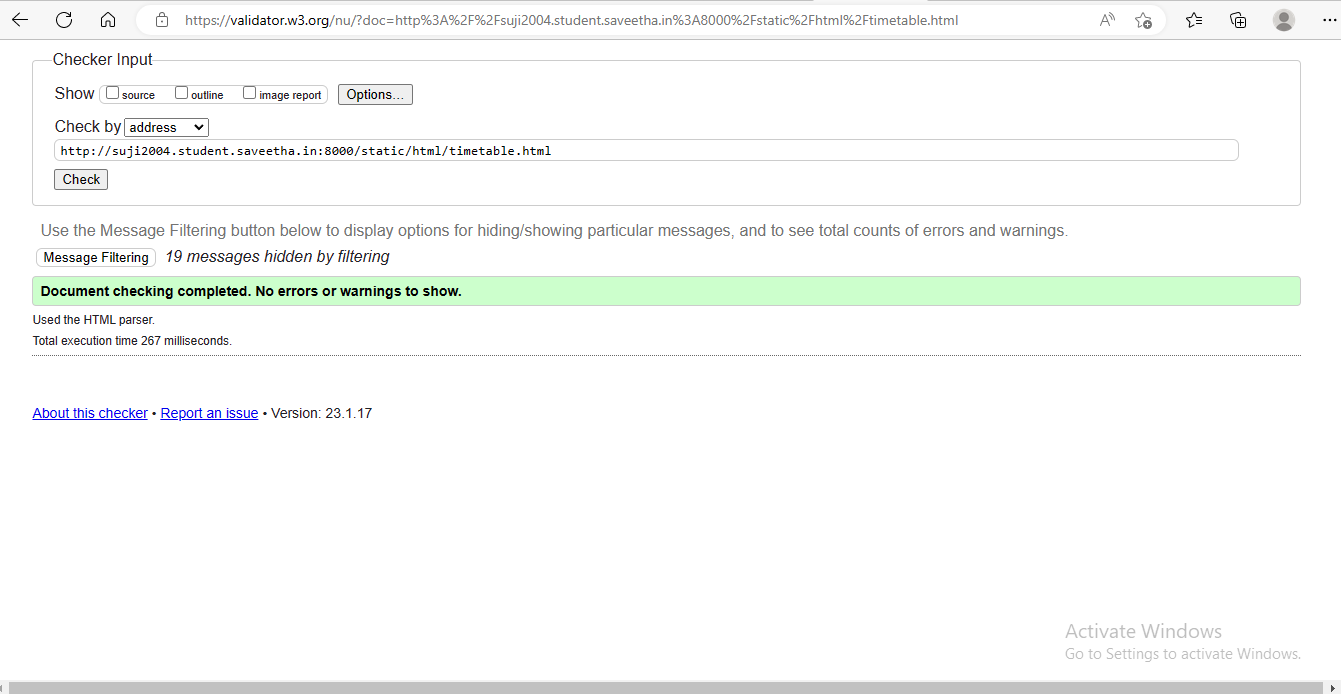 https://validator.w3.org/nu/?doc=http%3A%2F%2Fsuji2004.student.saveetha.in%3A8000%2Fstatic%2Fhtml%2Ftimetable.html
Checker Input
Show source outline image report Options...
Check by address
http://suji2004.student.saveetha.in:8000/static/html/timetable.html
Check
Use the Message Filtering button below to display options for hiding/showing particular messages, and to see total counts of errors and warnings.
Message Filtering 19 messages hidden by filtering
Document checking completed. No errors or warnings to show.
Used the HTML parser.
Total execution time 267 milliseconds.
About this checker • Report an issue • Version: 23.1.17
Activate Windows
Go to Settings to activate Windows.